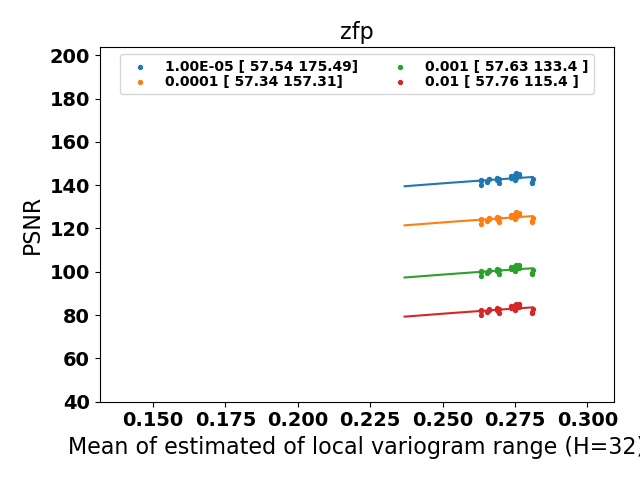 zfp
1.00E-05 [ 57.54 175.49]
0.0001 [ 57.34 157.31]
0.001 [ 57.63 133.4 ]
0.01 [ 57.76 115.4 ]
PSNR
200
180
160
140
120
100
80
60
40
0.150 0.175 0.200 0.225 0.250 0.275 0.300
Mean of estimated of local variogram range (H=32)